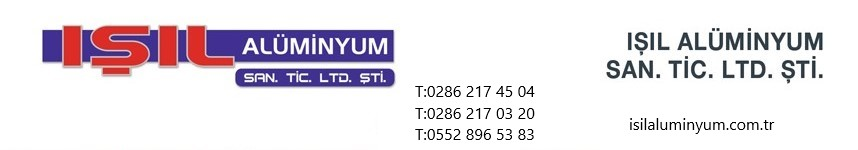 IŞIL ALÜMİNYUM
SAN. TİC. LTD. ŞTİ.
T:0286 217 45 04
T:0286 217 03 20
T:0552 896 53 83
IŞIL ALÜMİNYUM
SAN. TİC. LTD. ŞTİ.
isilaluminyum.com.tr